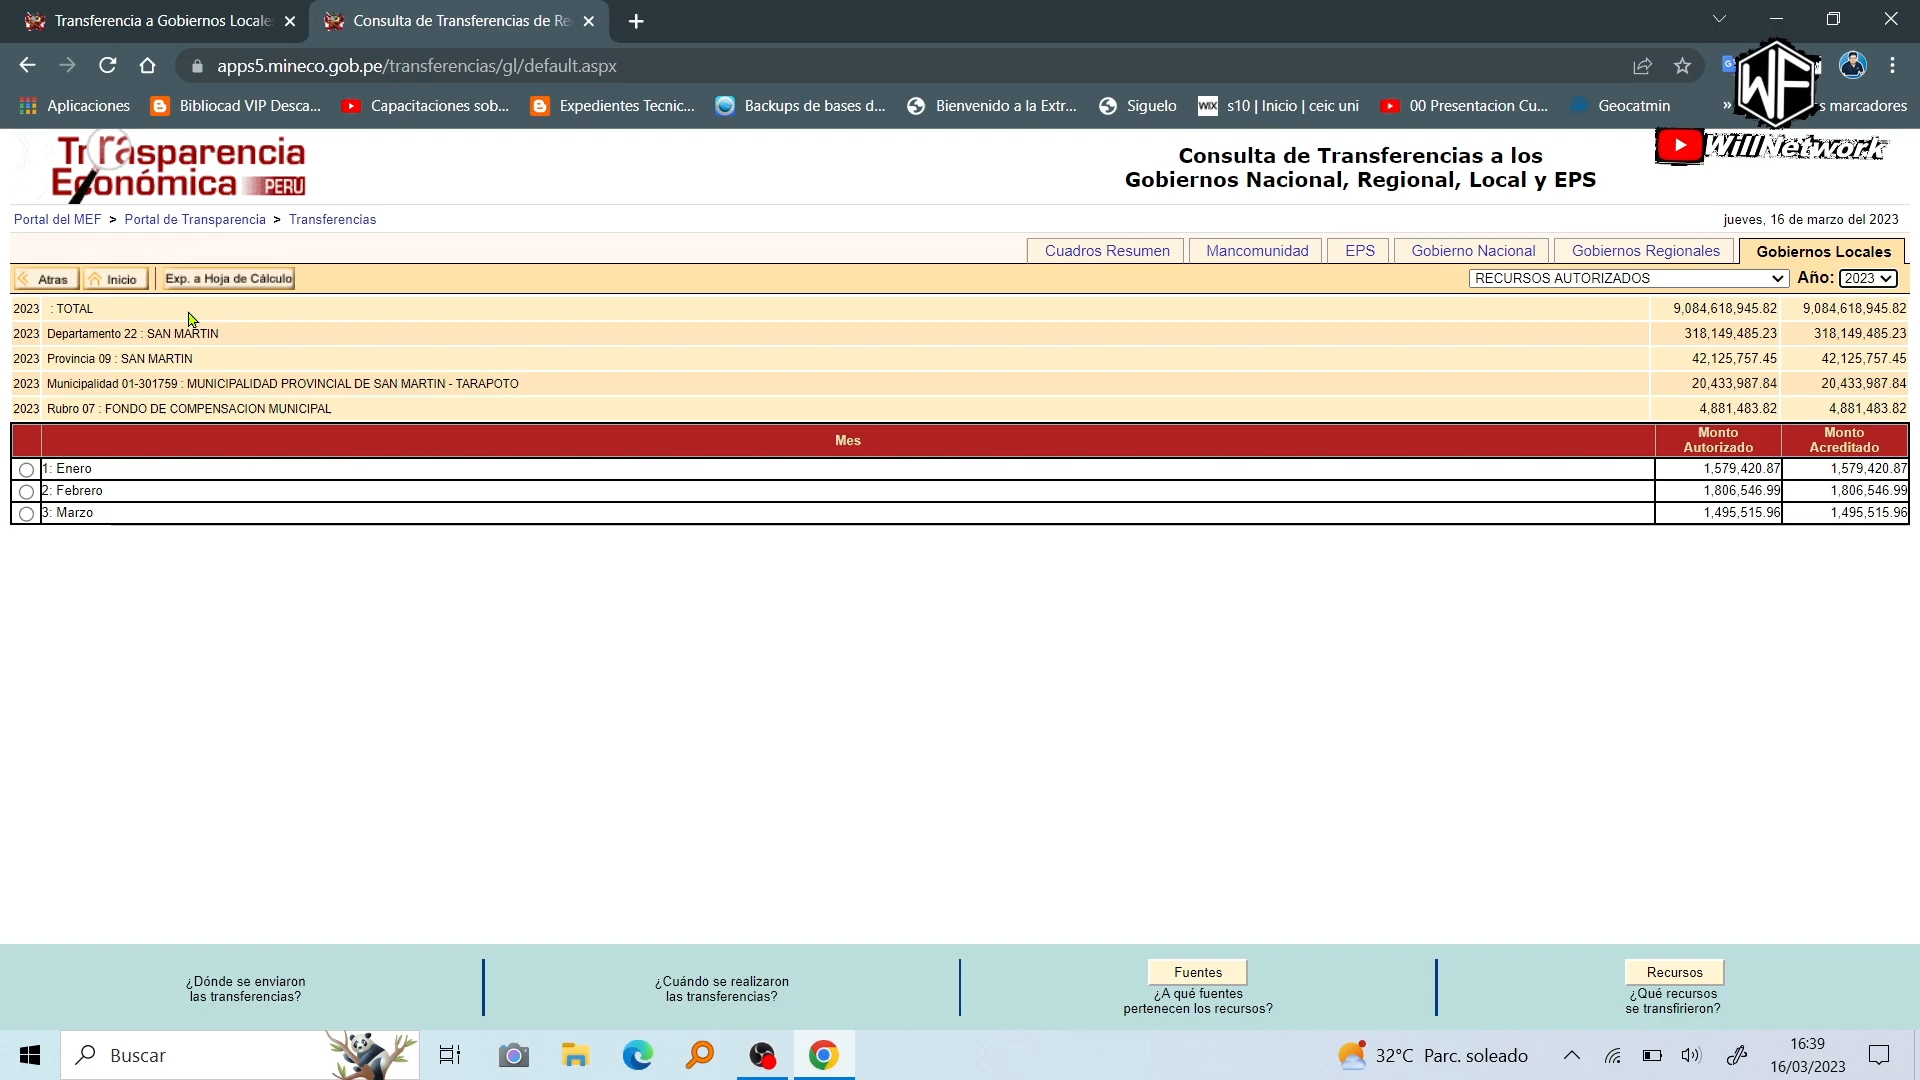 Transferencia a Gobiernos Locale
Consulta de Transferencias de Re
apps5.mineco.gob.pe/transferencias/gl/default.aspx
Aplicaciones
Bibliocad VIP Desca...
Capacitaciones sob...
Expedientes Tecnic...
Backups de bases d...
Bienvenido a la Extr...
Siguelo
WIX
s10 | Inicio | ceic uni
00 Presentacion Cu...
Geocatmin
»
s marcadores
WF
WillNetwork
Trasparencia
Económica PERU
Consulta de Transferencias a los
Gobiernos Nacional, Regional, Local y EPS
Portal del MEF > Portal de Transparencia > Transferencias
jueves, 16 de marzo del 2023
Cuadros Resumen
Mancomunidad
EPS
Gobierno Nacional
Gobiernos Regionales
Gobiernos Locales
Atras
Inicio
Exp. a Hoja de Cálculo
RECURSOS AUTORIZADOS
Año: 2023
2023 : TOTAL 9,084,618,945.82 9,084,618,945.82
2023 Departamento 22 : SAN MARTIN 318,149,485.23 318,149,485.23
2023 Provincia 09 : SAN MARTIN 42,125,757.45 42,125,757.45
2023 Municipalidad 01-301759 : MUNICIPALIDAD PROVINCIAL DE SAN MARTIN - TARAPOTO 20,433,987.84 20,433,987.84
2023 Rubro 07 : FONDO DE COMPENSACION MUNICIPAL 4,881,483.82 4,881,483.82
Mes
Monto
Autorizado
Monto
Acreditado
1: Enero 1,579,420.87 1,579,420.87
2: Febrero 1,806,546.99 1,806,546.99
3: Marzo 1,495,515.96 1,495,515.96
¿Dónde se enviaron
las transferencias?
¿Cuándo se realizaron
las transferencias?
Fuentes
¿A qué fuentes
pertenecen los recursos?
Recursos
¿Qué recursos
se transfirieron?
Buscar
32°C Parc. soleado
16:39
16/03/2023